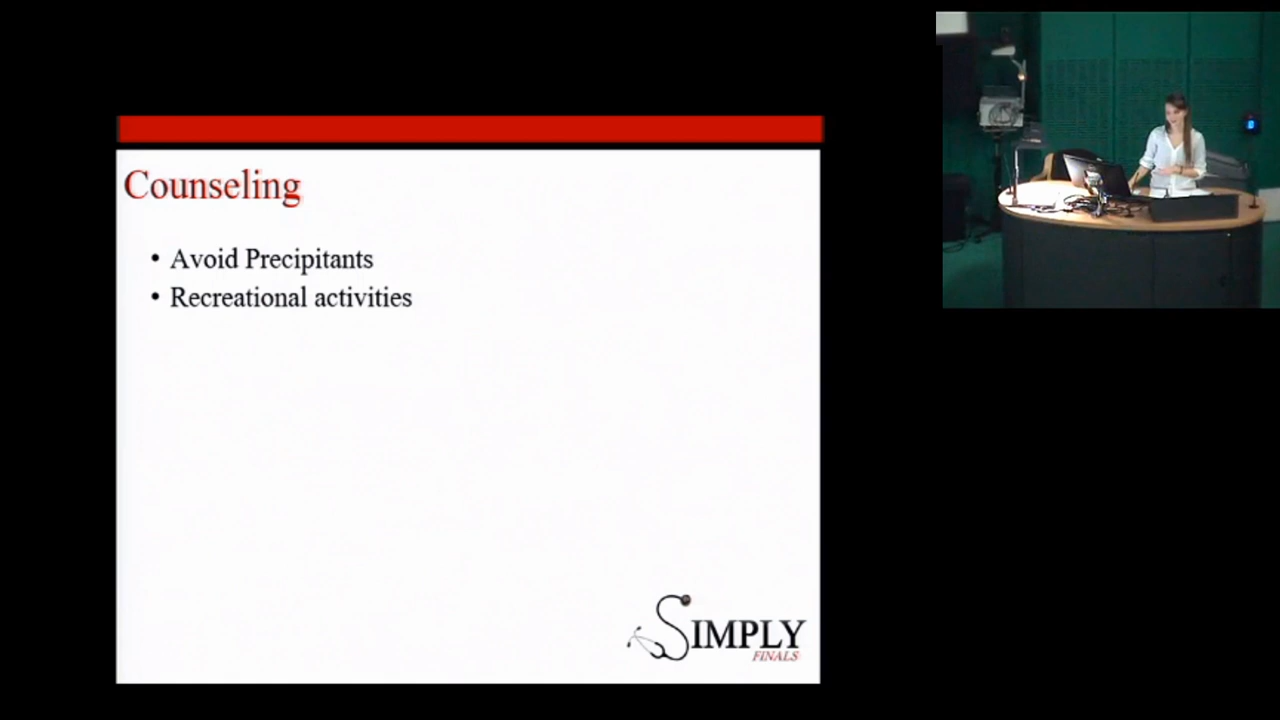 Counseling
• Avoid Precipitants
• Recreational activities
SIMPLY
FINALS